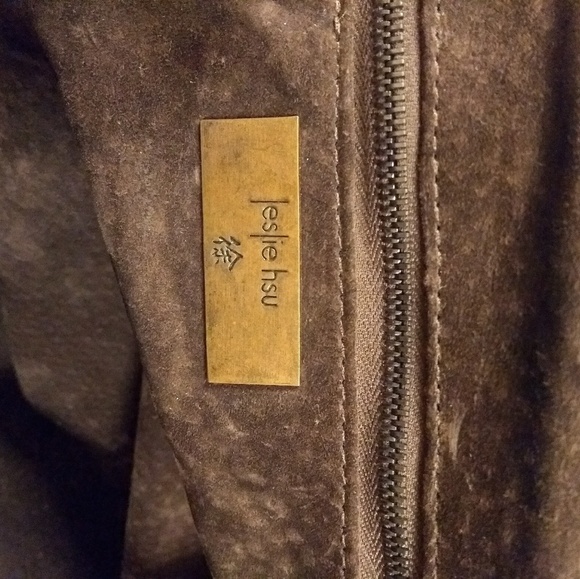 leslie hsu
徐